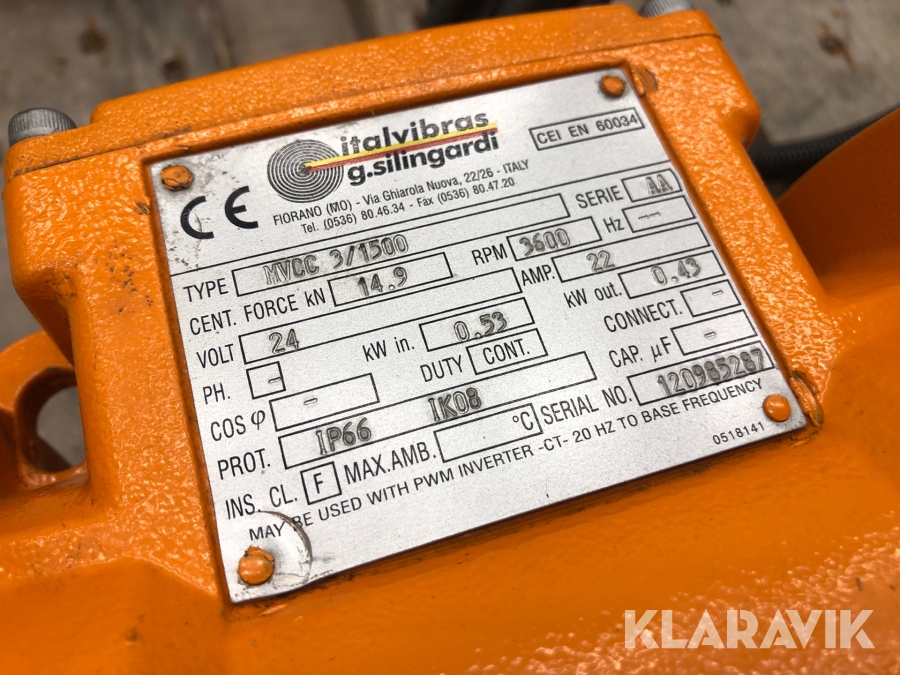 italvibras
g.silingardi
CEI EN 60034
CE
FIORANO (MO) - Via Ghiarola Nuova, 22/26 - ITALY
Tel. (0536) 80.46.34 - Fax (0536) 80.47.20
TYPE MVCC 3/1500 SERIE AA
CENT. FORCE kN 14.9 RPM 3600 Hz --
VOLT 24 AMP. 22
kW in. 0.53 kW out. 0.43
PH. - DUTY CONT. CONNECT. -
COS φ - CAP. µF -
PROT. IP66 IK08 SERIAL NO. 120985287
INS. CL. F MAX.AMB. °C
MAY BE USED WITH PWM INVERTER -CT- 20 HZ TO BASE FREQUENCY
0518141
KLARAVIK